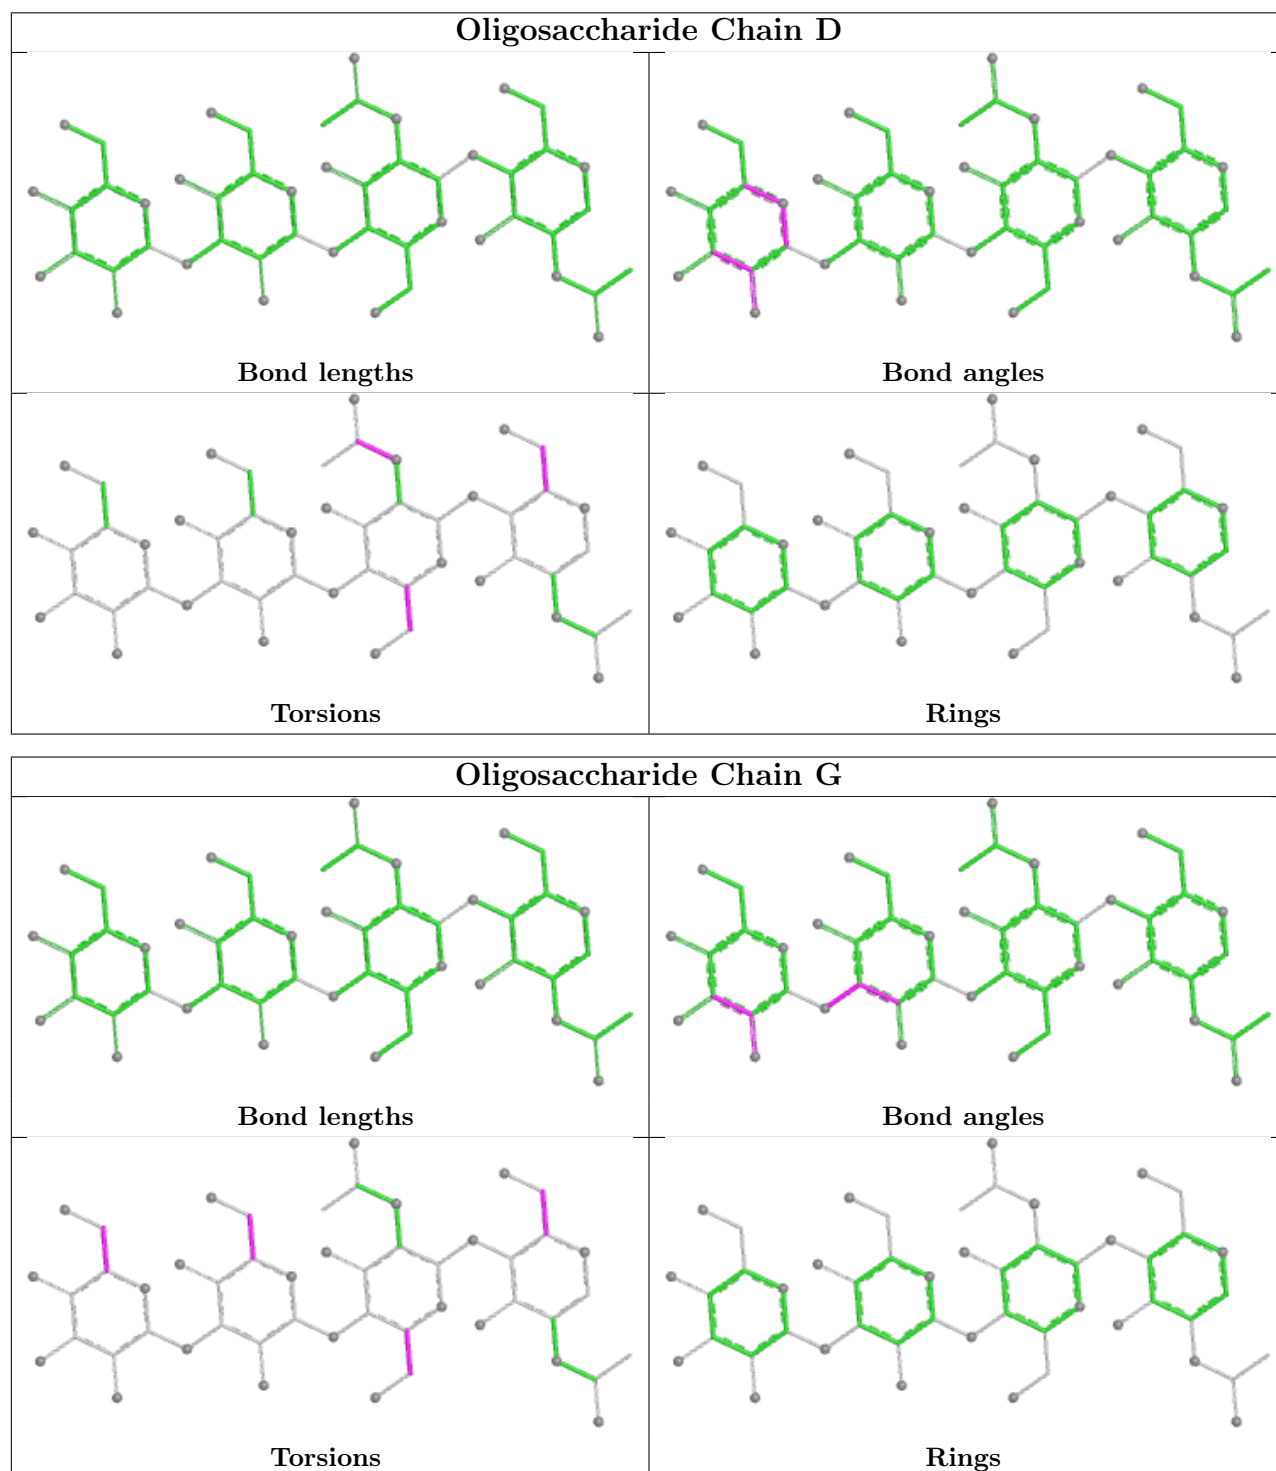 Oligosaccharide Chain D
Bond lengths
Bond angles
Torsions
Rings
Oligosaccharide Chain G
Bond lengths
Bond angles
Torsions
Rings